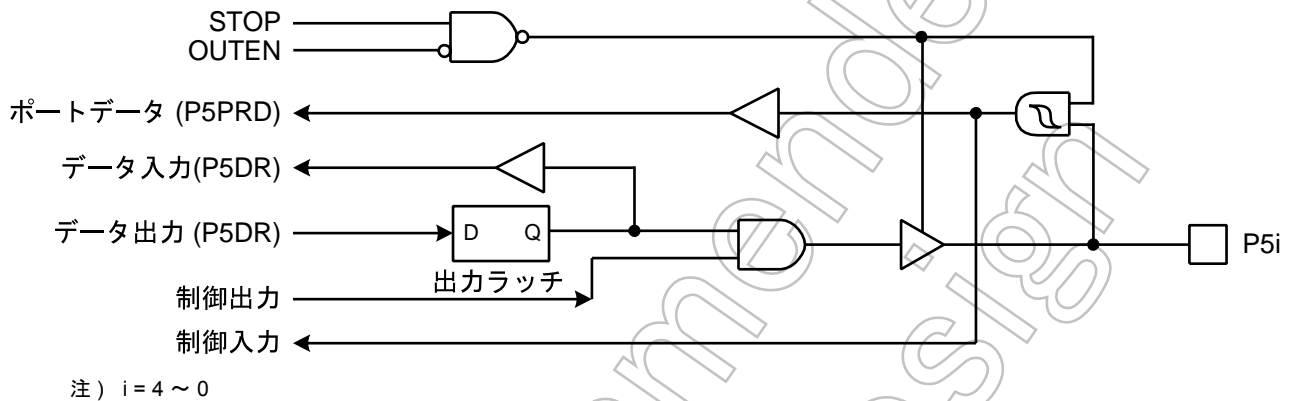 STOP
OUTEN
ポートデータ (P5PRD)
データ入力(P5DR)
データ出力 (P5DR)
D Q
出力ラッチ
P5i
制御出力
制御入力
注) i = 4 ～ 0